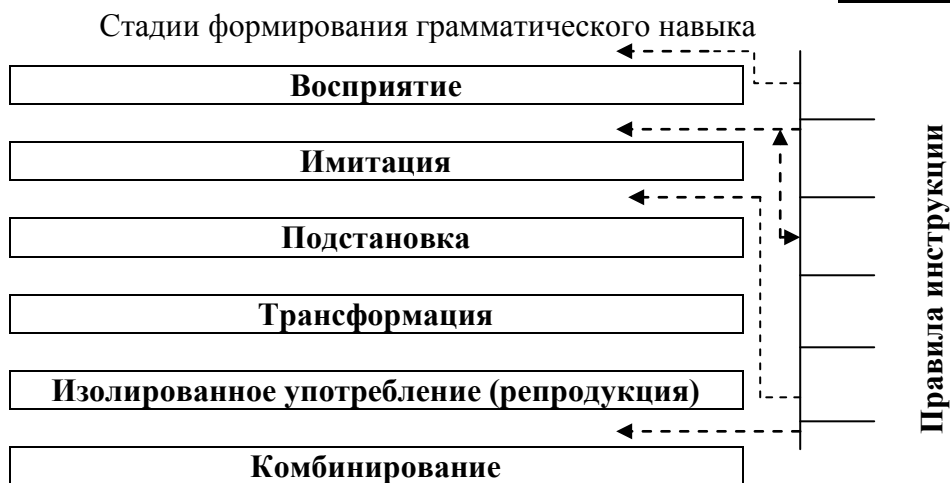 Стадии формирования грамматического навыка
Восприятие
Имитация
Подстановка
Трансформация
Изолированное употребление (репродукция)
Комбинирование
Правила инструкции